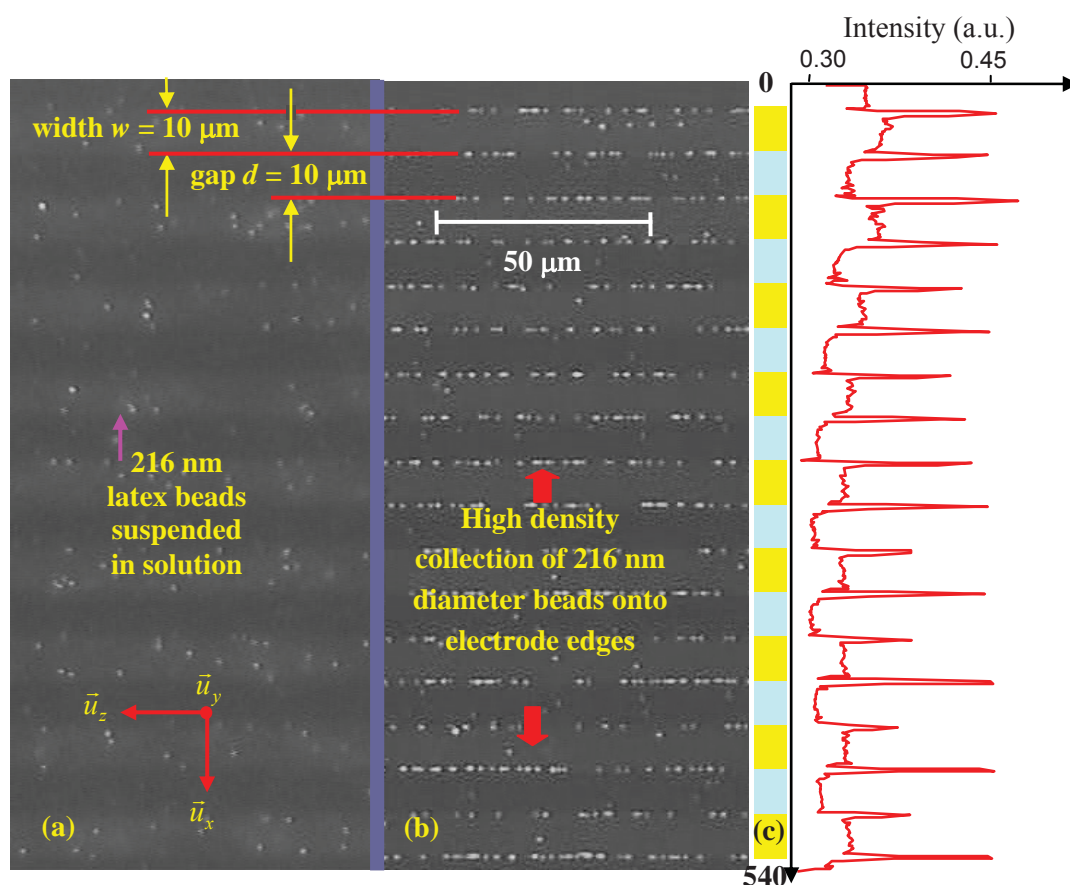 Intensity (a.u.)
0.30
0.45
0
width w = 10 μm
gap d = 10 μm
50 μm
216 nm
latex beads
suspended
in solution
High density
collection of 216 nm
diameter beads onto
electrode edges
u⃗y
u⃗z
u⃗x
(a)
(b)
(c)
540